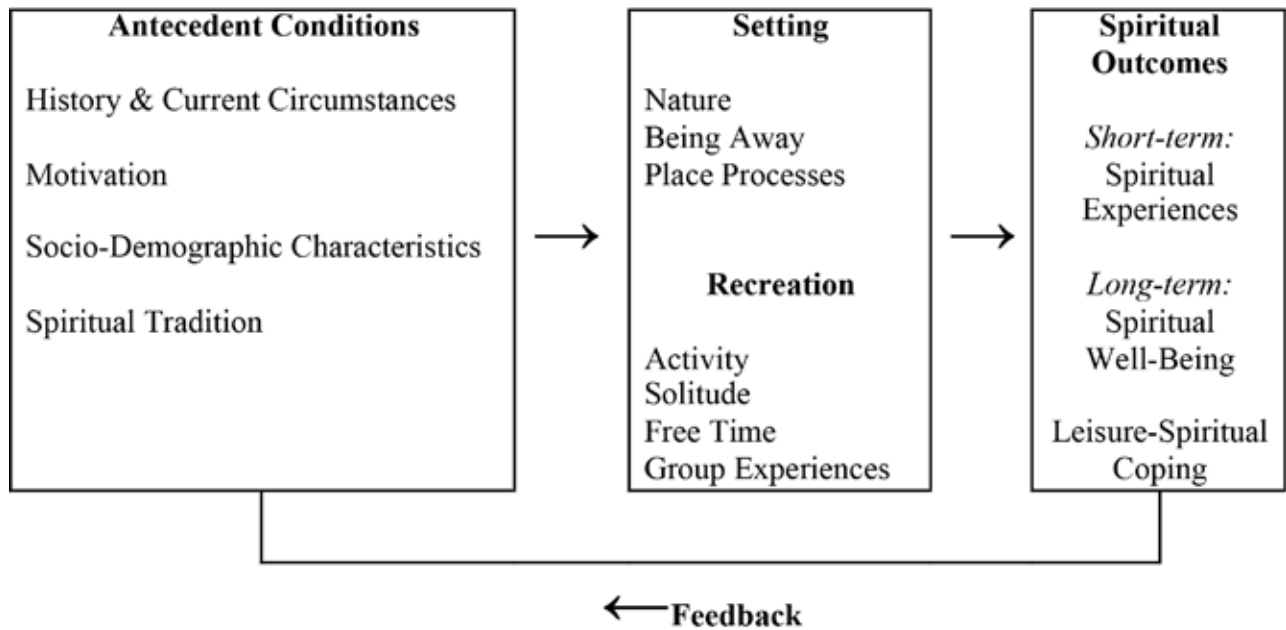 Antecedent Conditions
History & Current Circumstances
Motivation
Socio-Demographic Characteristics
Spiritual Tradition
Setting
Nature
Being Away
Place Processes
Recreation
Activity
Solitude
Free Time
Group Experiences
Spiritual
Outcomes
Short-term:
Spiritual
Experiences
Long-term:
Spiritual
Well-Being
Leisure-Spiritual
Coping
Feedback